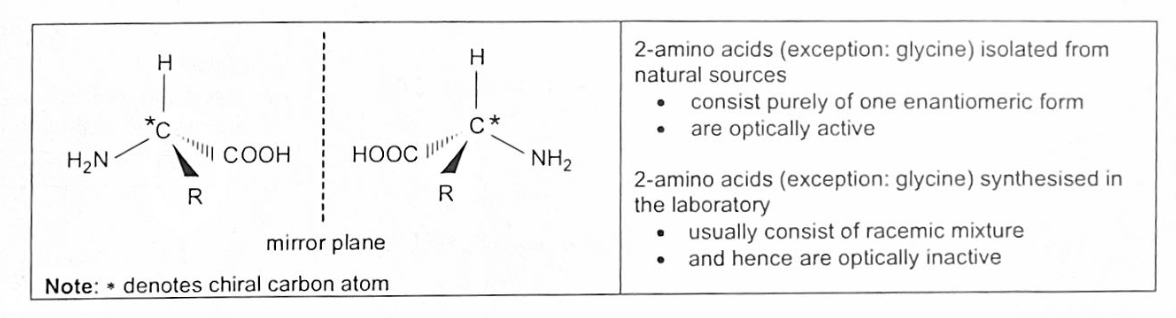 H
*C
H₂N
COOH
R
H
C*
HOOC
NH₂
R
mirror plane
Note: * denotes chiral carbon atom
2-amino acids (exception: glycine) isolated from
natural sources
• consist purely of one enantiomeric form
• are optically active
2-amino acids (exception: glycine) synthesised in
the laboratory
• usually consist of racemic mixture
• and hence are optically inactive